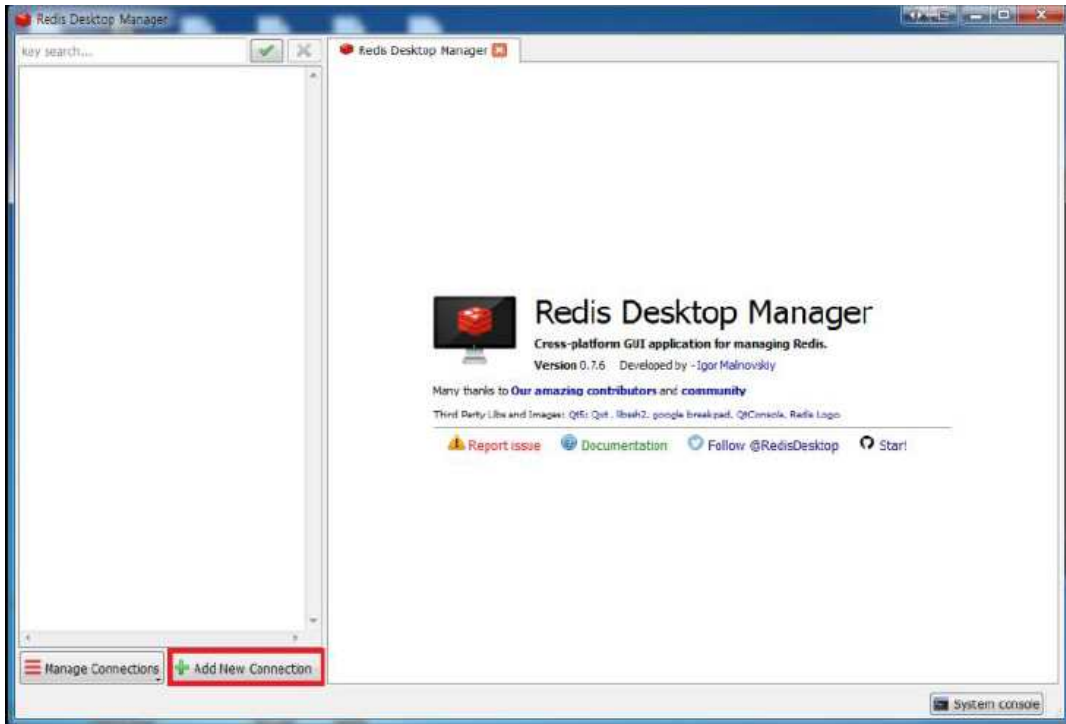 Redis Desktop Manager
key search...
Redis Desktop Manager
Redis Desktop Manager
Cross-platform GUI application for managing Redis.
Version 0.7.6 Developed by - Igor Malinovskiy
Many thanks to Our amazing contributors and community
Third Party Libs and Images: Qt5, Qxt, libssh2, google breakpad, QtConsole, Redis Logo
Report issue Documentation Follow @RedisDesktop Star!
Manage Connections Add New Connection
System console